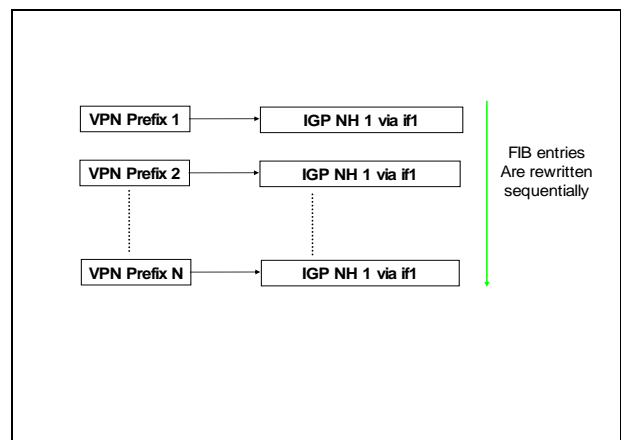 VPN Prefix 1
IGP NH 1 via if1
VPN Prefix 2
IGP NH 1 via if1
VPN Prefix N
IGP NH 1 via if1
FIB entries
Are rewritten
sequentially